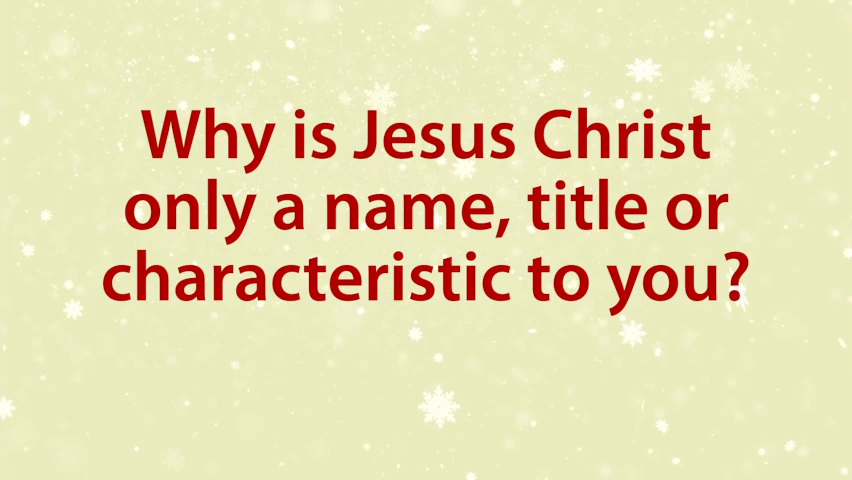 Why is Jesus Christ
only a name, title or
characteristic to you?